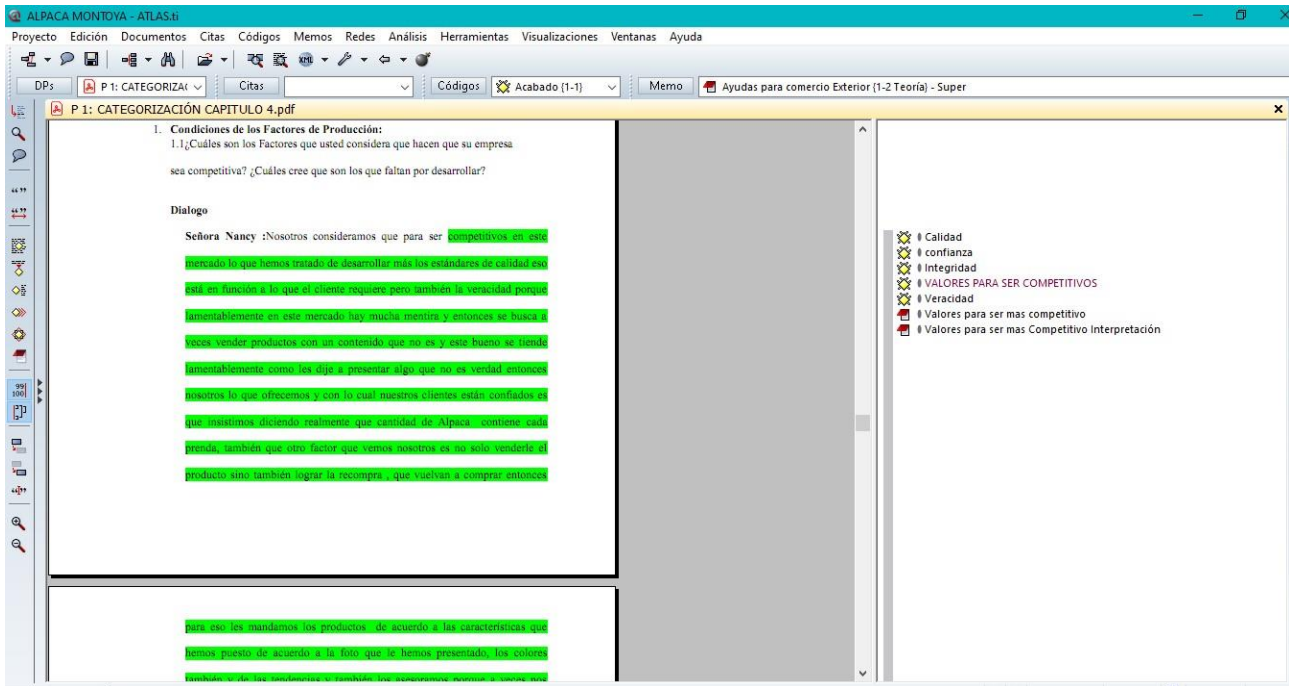 ALPACA MONTOYA - ATLAS.ti
Proyecto Edición Documentos Citas Códigos Memos Redes Análisis Herramientas Visualizaciones Ventanas Ayuda
DPs P 1: CATEGORIZA( Citas Códigos Acabado {1-1} Memo Ayudas para comercio Exterior {1-2 Teoría} - Super
P 1: CATEGORIZACIÓN CAPITULO 4.pdf
1. Condiciones de los Factores de Producción:
1.1¿Cuáles son los Factores que usted considera que hacen que su empresa
sea competitiva? ¿Cuáles cree que son los que faltan por desarrollar?
Dialogo
Señora Nancy :Nosotros consideramos que para ser competitivos en este
mercado lo que hemos tratado de desarrollar más los estándares de calidad eso
está en función a lo que el cliente requiere pero también la veracidad porque
lamentablemente en este mercado hay mucha mentira y entonces se busca a
veces vender productos con un contenido que no es y este bueno se tiende
lamentablemente como les dije a presentar algo que no es verdad entonces
nosotros lo que ofrecemos y con lo cual nuestros clientes están confiados es
que insistimos diciendo realmente que cantidad de Alpaca contiene cada
prenda, también que otro factor que vemos nosotros es no solo venderle el
producto sino también lograr la recompra , que vuelvan a comprar entonces
para eso les mandamos los productos de acuerdo a las características que
hemos puesto de acuerdo a la foto que le hemos presentado, los colores
también y de las tendencias y también los asesoramos porque a veces nos
Calidad
confianza
Integridad
VALORES PARA SER COMPETITIVOS
Veracidad
Valores para ser mas competitivo
Valores para ser mas Competitivo Interpretación